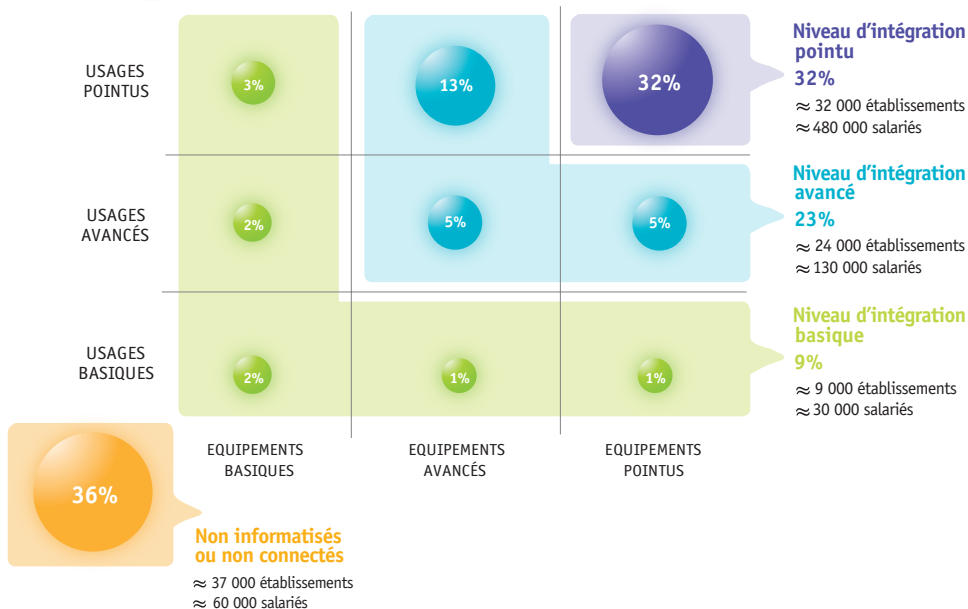 USAGES
POINTUS
3%
13%
32%
Niveau d'intégration
pointu
32%
≈ 32 000 établissements
≈ 480 000 salariés
USAGES
AVANCÉS
2%
5%
5%
Niveau d'intégration
avancé
23%
≈ 24 000 établissements
≈ 130 000 salariés
USAGES
BASIQUES
2%
1%
1%
Niveau d'intégration
basique
9%
≈ 9 000 établissements
≈ 30 000 salariés
EQUIPEMENTS
BASIQUES
EQUIPEMENTS
AVANCÉS
EQUIPEMENTS
POINTUS
36%
Non informatisés
ou non connectés
≈ 37 000 établissements
≈ 60 000 salariés